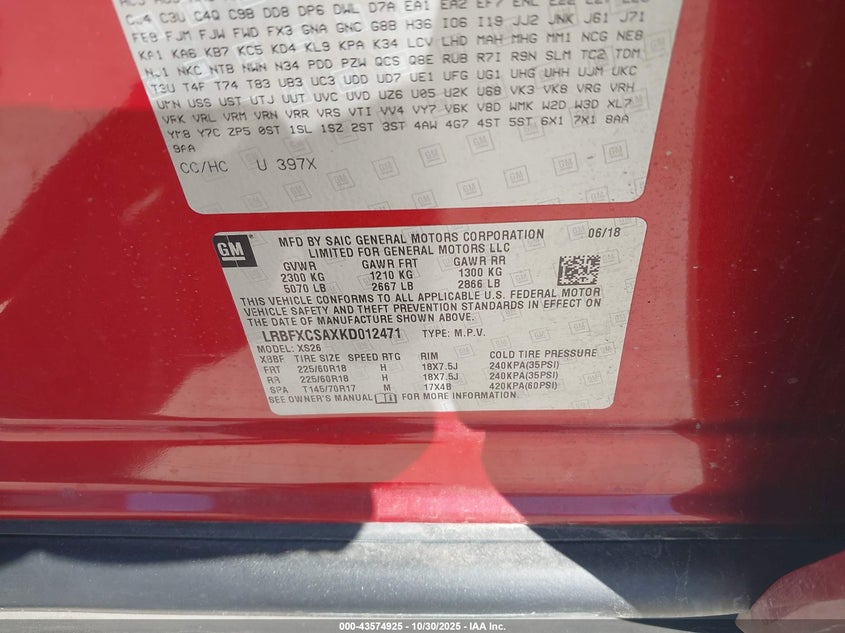 C4Q C9B DD8 DP6 DWL D7A EA1 EA2 EF7 ENL
FE9 FJM FJW FWD FX3 GNA GNC G8B H36 IO6 I19 JJ2 JNK J61 J71
KA1 KA6 KB7 KC5 KD4 KL9 KPA K34 LCV LHD MAH MHG MM1 NCG NE8
NKC NTB NWN N34 PDD PZW QCS Q8E RU8 R7I R9N SLM TC2 TDM
T3U T4F T74 T83 UB3 UC3 UDD UD7 UE1 UFG UG1 UHG UHH UJM UKC
USS UST UTJ UUT UVC UVD UZ6 U05 U2K U68 VK3 VK8 VRG VRH
VRK VRL VRM VRN VRR VRS VTI VV4 VY7 V6K V8D WMK W2D W3D XL7
Y7C ZP5 0ST 1SL 1SZ 2ST 3ST 4AW 4G7 4ST 5ST 6X1 7X1 8AA
9AA
CC/HC U 397X
GM MFD BY SAIC GENERAL MOTORS CORPORATION 06/18
LIMITED FOR GENERAL MOTORS LLC
GVWR GAWR FRT GAWR RR
2300 KG 1210 KG 1300 KG
5070 LB 2667 LB 2866 LB
THIS VEHICLE CONFORMS TO ALL APPLICABLE U.S. FEDERAL MOTOR
VEHICLE SAFETY AND THEFT PREVENTION STANDARDS IN EFFECT ON
THE DATE OF MANUFACTURE SHOWN ABOVE.
LRBFXCSAXKD012471 TYPE: M.P.V.
MODEL: XS26
XBBF TIRE SIZE SPEED RTG RIM COLD TIRE PRESSURE
FRT 225/60R18 H 18X7.5J 240KPA(35PSI)
RR 225/60R18 H 18X7.5J 240KPA(35PSI)
SPA T145/70R17 M 17X4B 420KPA(60PSI)
SEE OWNER'S MANUAL FOR MORE INFORMATION.
000-43574925 - 10/30/2025 - IAA Inc.